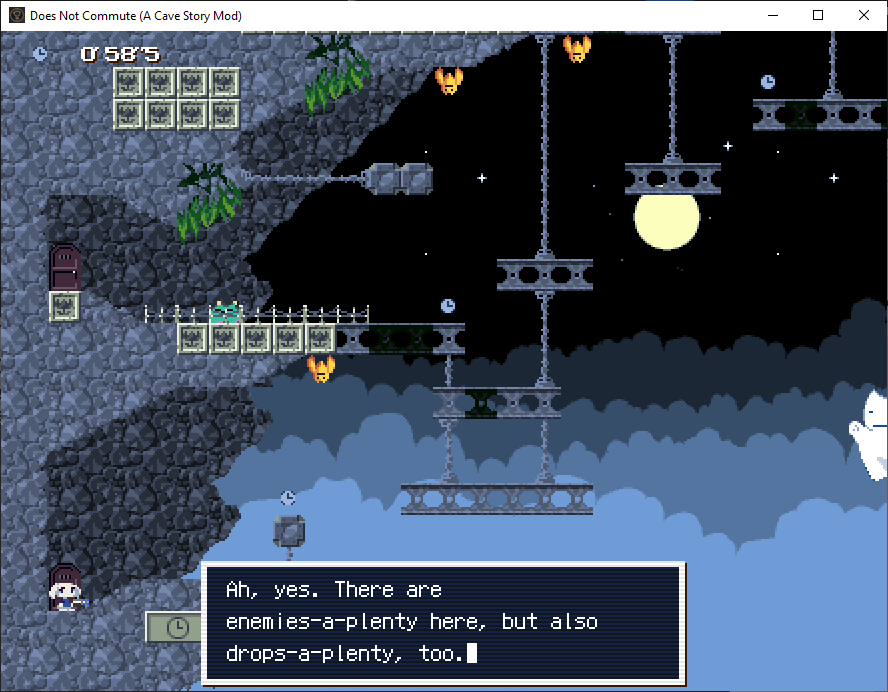 Does Not Commute (A Cave Story Mod)
0'58"5
Ah, yes. There are
enemies-a-plenty here, but also
drops-a-plenty, too.